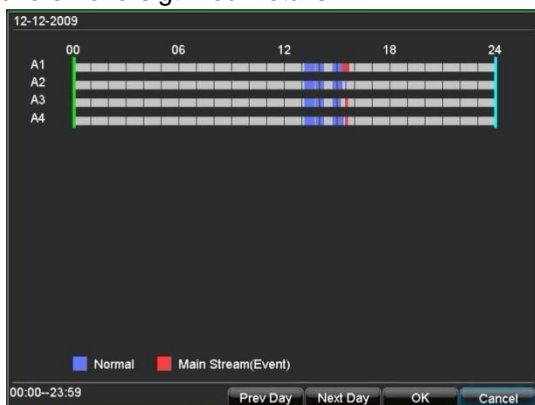 12-12-2009
00 06 12 18 24
A1
A2
A3
A4
Normal Main Stream(Event)
00:00--23:59 Prev Day Next Day OK Cancel